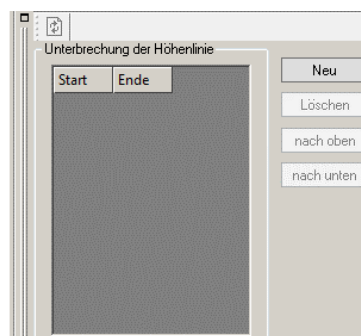 Unterbrechung der Höhenlinie
Start Ende
Neu
Löschen
nach oben
nach unten